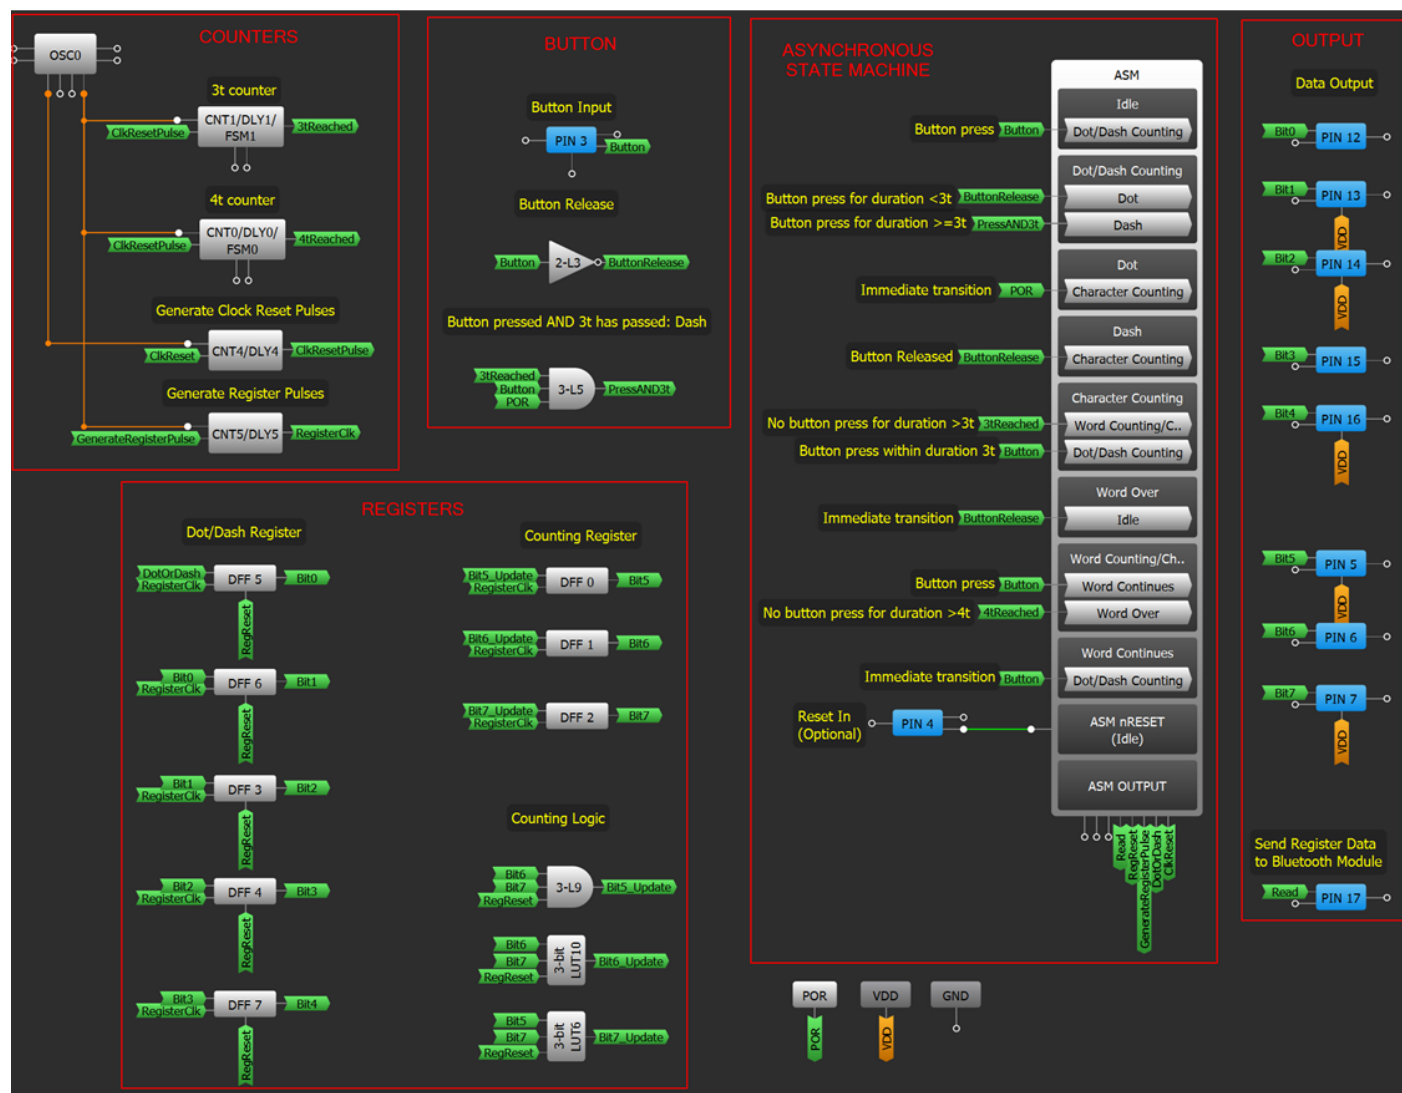 COUNTERS
OSC0
3t counter
CNT1/DLY1/
FSM1
ClkResetPulse
3tReached
4t counter
CNT0/DLY0/
FSM0
ClkResetPulse
4tReached
Generate Clock Reset Pulses
ClkReset
CNT4/DLY4
ClkResetPulse
Generate Register Pulses
GenerateRegisterPulse
CNT5/DLY5
RegisterClk
BUTTON
Button Input
PIN 3
Button
Button Release
Button
2-L3
ButtonRelease
Button pressed AND 3t has passed: Dash
3tReached
Button
POR
3-L5
PressAND3t
ASYNCHRONOUS
STATE MACHINE
ASM
Idle
Button press
Button
Dot/Dash Counting
Dot/Dash Counting
Button press for duration <3t
ButtonRelease
Dot
Button press for duration >=3t
PressAND3t
Dash
Dot
Immediate transition
POR
Character Counting
Dash
Button Released
ButtonRelease
Character Counting
Character Counting
No button press for duration >3t
3tReached
Word Counting/C..
Button press within duration 3t
Button
Dot/Dash Counting
Word Over
Immediate transition
ButtonRelease
Idle
Word Counting/Ch..
Button press
Button
Word Continues
No button press for duration >4t
4tReached
Word Over
Word Continues
Immediate transition
Button
Dot/Dash Counting
Reset In
(Optional)
PIN 4
ASM nRESET
(Idle)
ASM OUTPUT
Read
RegReset
GenerateRegisterPulse
DotOrDash
ClkReset
OUTPUT
Data Output
Bit0
PIN 12
Bit1
PIN 13
VDD
Bit2
PIN 14
VDD
Bit3
PIN 15
Bit4
PIN 16
VDD
Bit5
PIN 5
VDD
Bit6
PIN 6
Bit7
PIN 7
VDD
Send Register Data
to Bluetooth Module
Read
PIN 17
REGISTERS
Dot/Dash Register
DotOrDash
RegisterClk
DFF 5
Bit0
RegReset
Bit0
RegisterClk
DFF 6
Bit1
RegReset
Bit1
RegisterClk
DFF 3
Bit2
RegReset
Bit2
RegisterClk
DFF 4
Bit3
RegReset
Bit3
RegisterClk
DFF 7
Bit4
RegReset
Counting Register
Bit5_Update
RegisterClk
DFF 0
Bit5
Bit6_Update
RegisterClk
DFF 1
Bit6
Bit7_Update
RegisterClk
DFF 2
Bit7
Counting Logic
Bit6
Bit7
RegReset
3-L9
Bit5_Update
Bit6
Bit7
RegReset
3-bit
LUT10
Bit6_Update
Bit5
Bit7
RegReset
3-bit
LUT6
Bit7_Update
POR
POR
VDD
VDD
GND